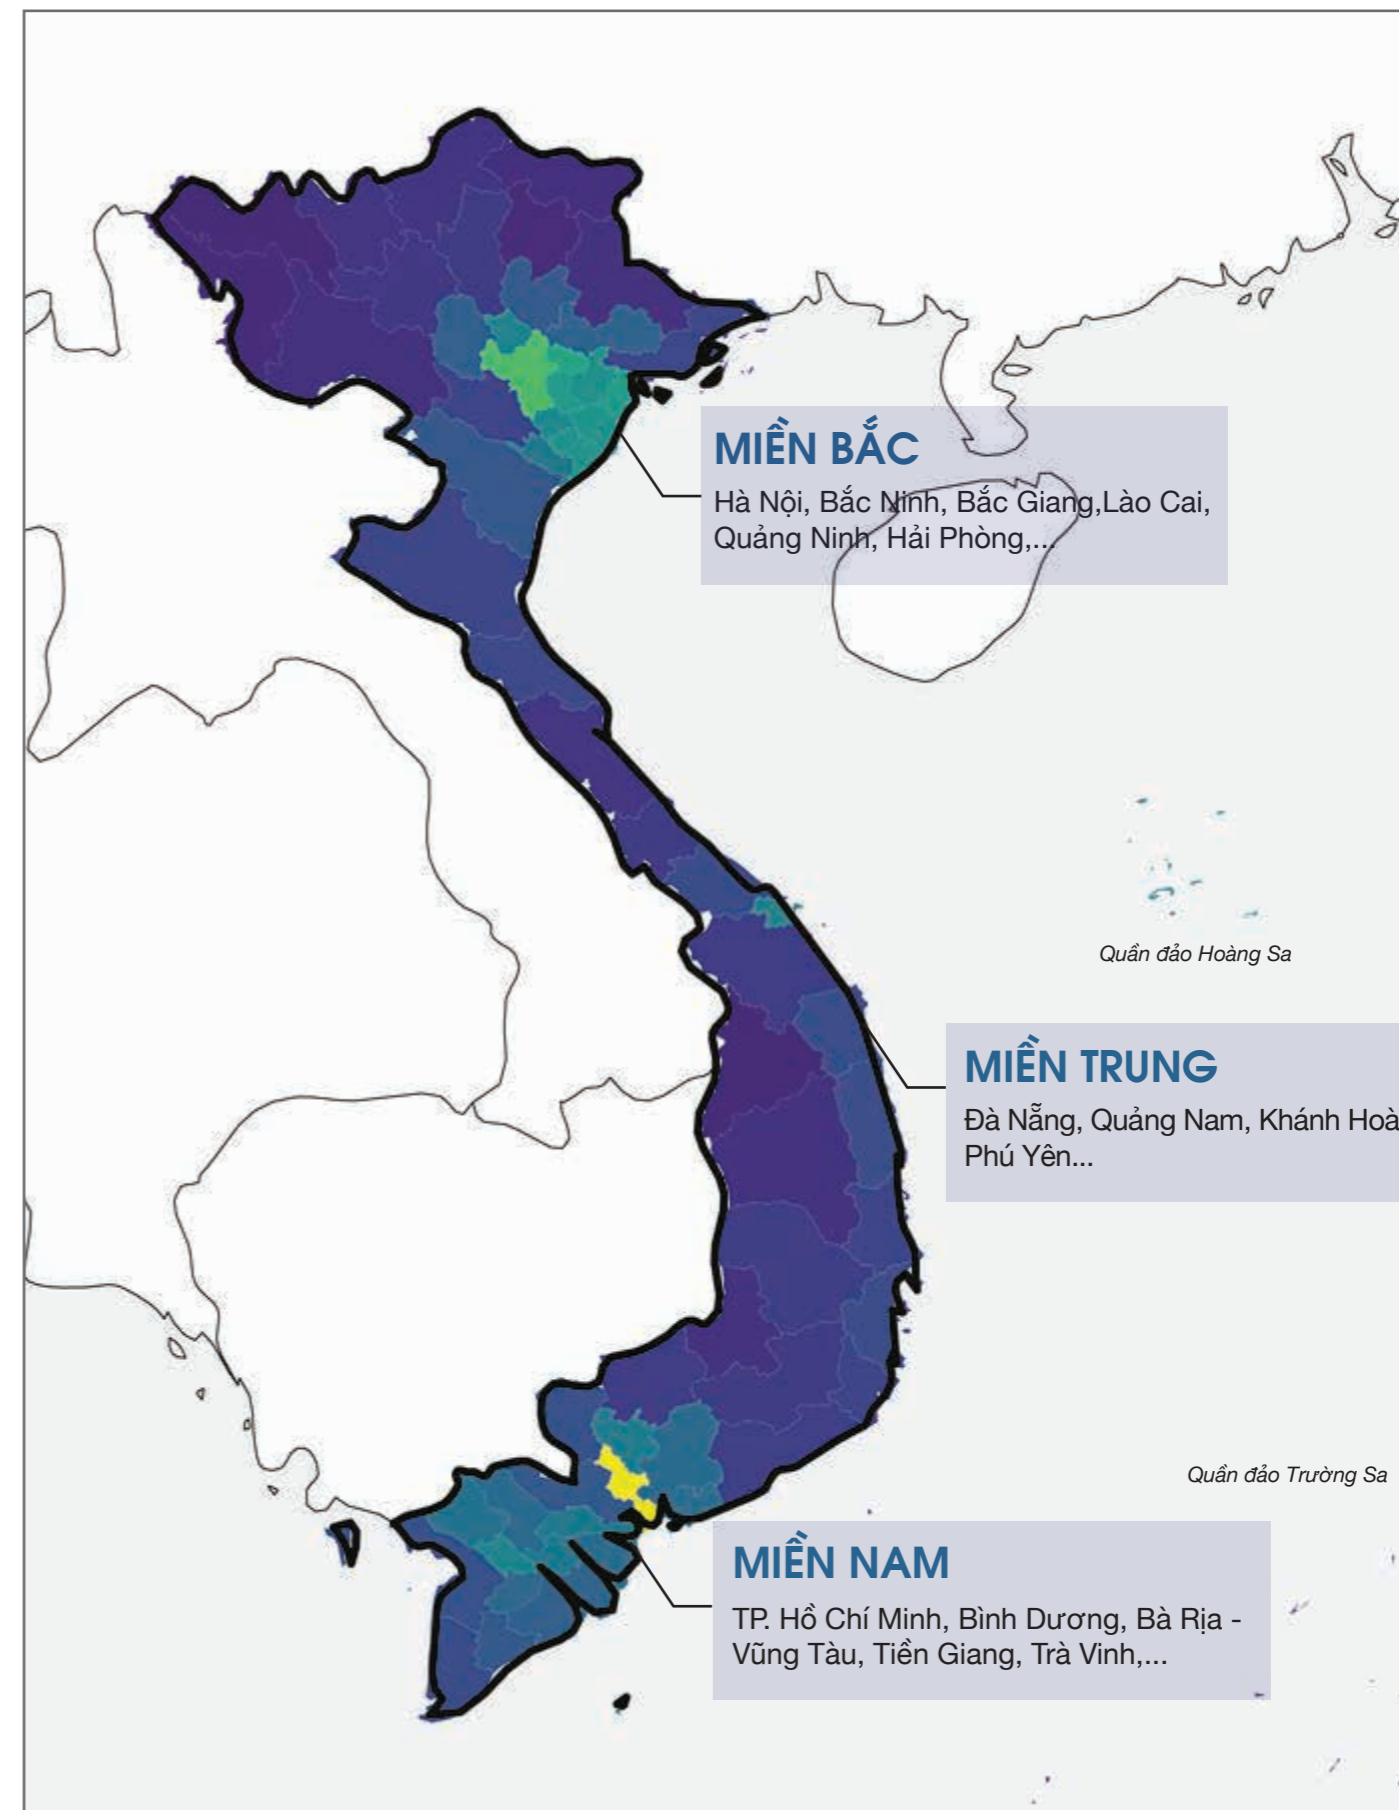 MIỀN BẮC
Hà Nội, Bắc Ninh, Bắc Giang,Lào Cai,
Quảng Ninh, Hải Phòng,...
Quần đảo Hoàng Sa
MIỀN TRUNG
Đà Nẵng, Quảng Nam, Khánh Hoà
Phú Yên...
Quần đảo Trường Sa
MIỀN NAM
TP. Hồ Chí Minh, Bình Dương, Bà Rịa -
Vũng Tàu, Tiền Giang, Trà Vinh,...